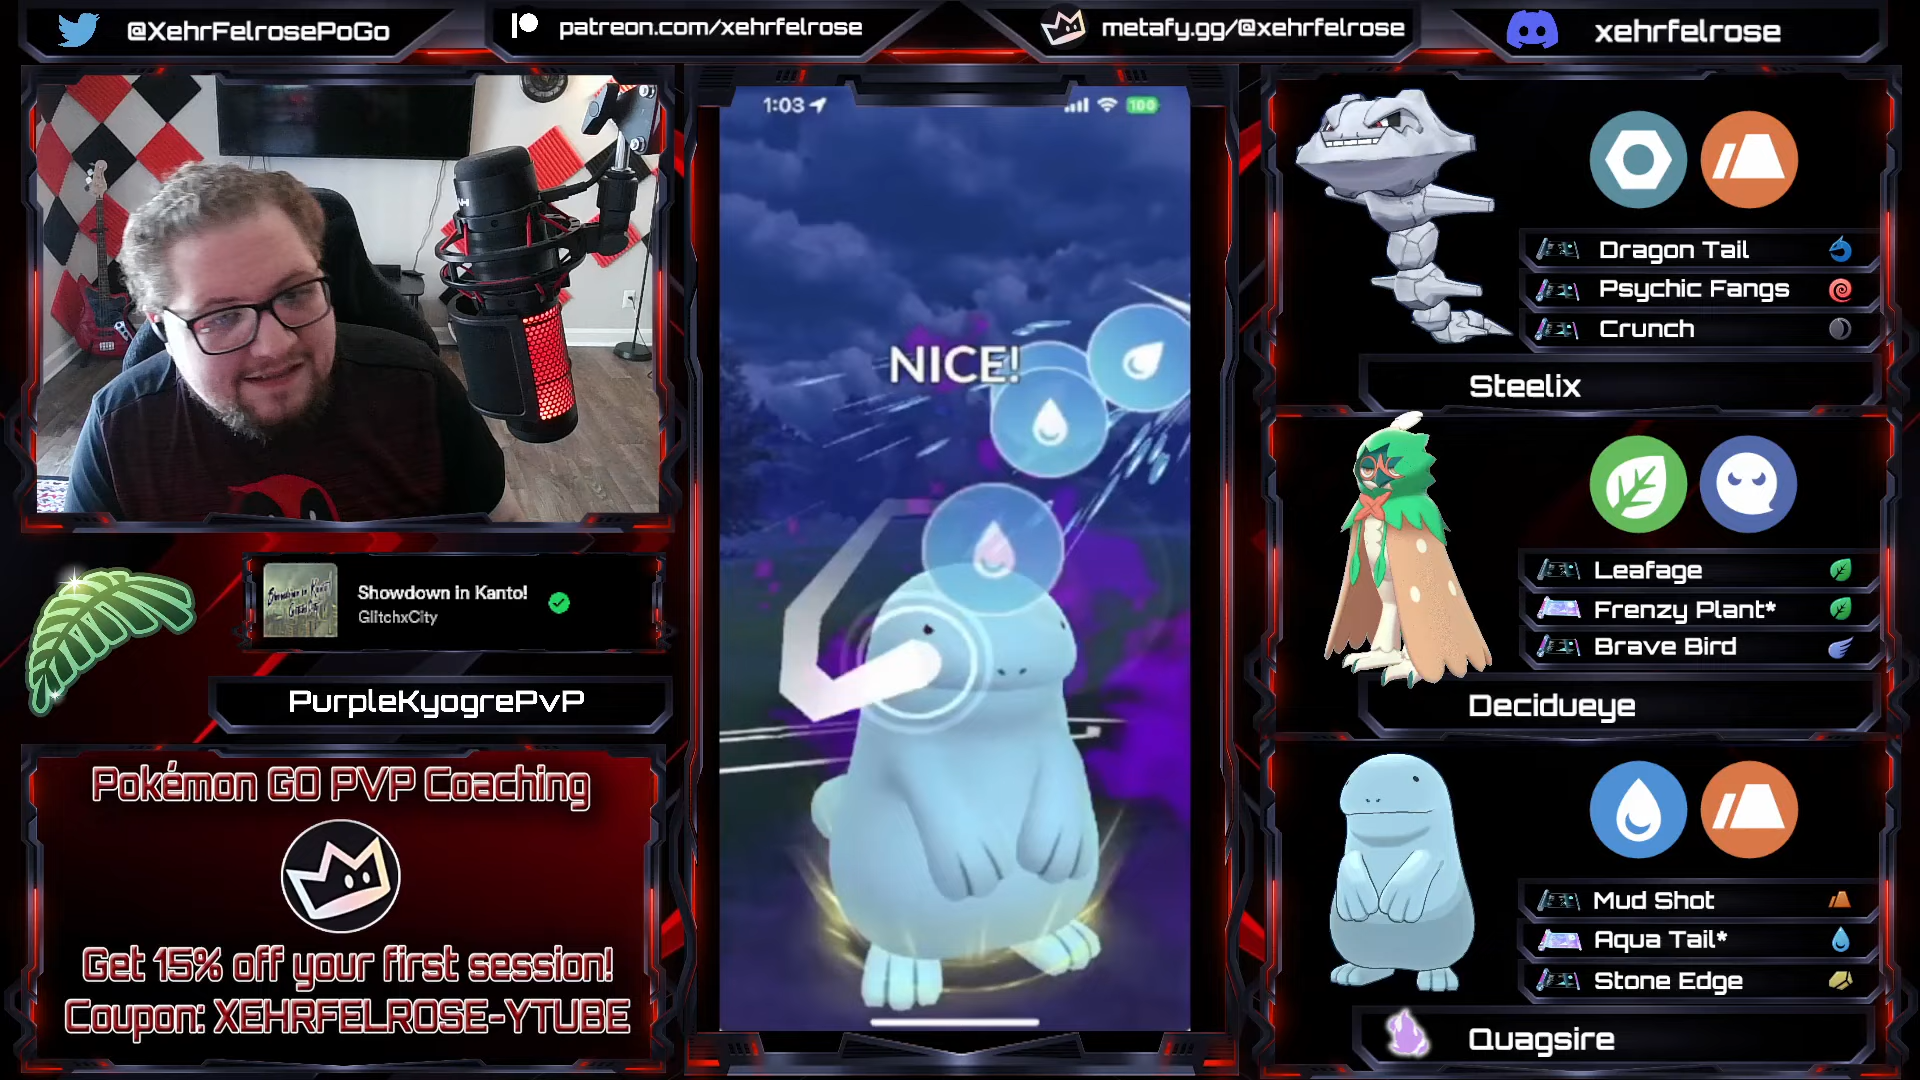 @XehrFelrosePoGo
patreon.com/xehrfelrose
metafy.gg/@xehrfelrose
xehrfelrose
1:03
100
NICE!
Dragon Tail
Psychic Fangs
Crunch
Steelix
Leafage
Frenzy Plant*
Brave Bird
Decidueye
Mud Shot
Aqua Tail*
Stone Edge
Quagsire
Showdown in Kanto!
GlitchxCity
PurpleKyogrePvP
Pokémon GO PVP Coaching
Get 15% off your first session!
Coupon: XEHRFELROSE-YTUBE